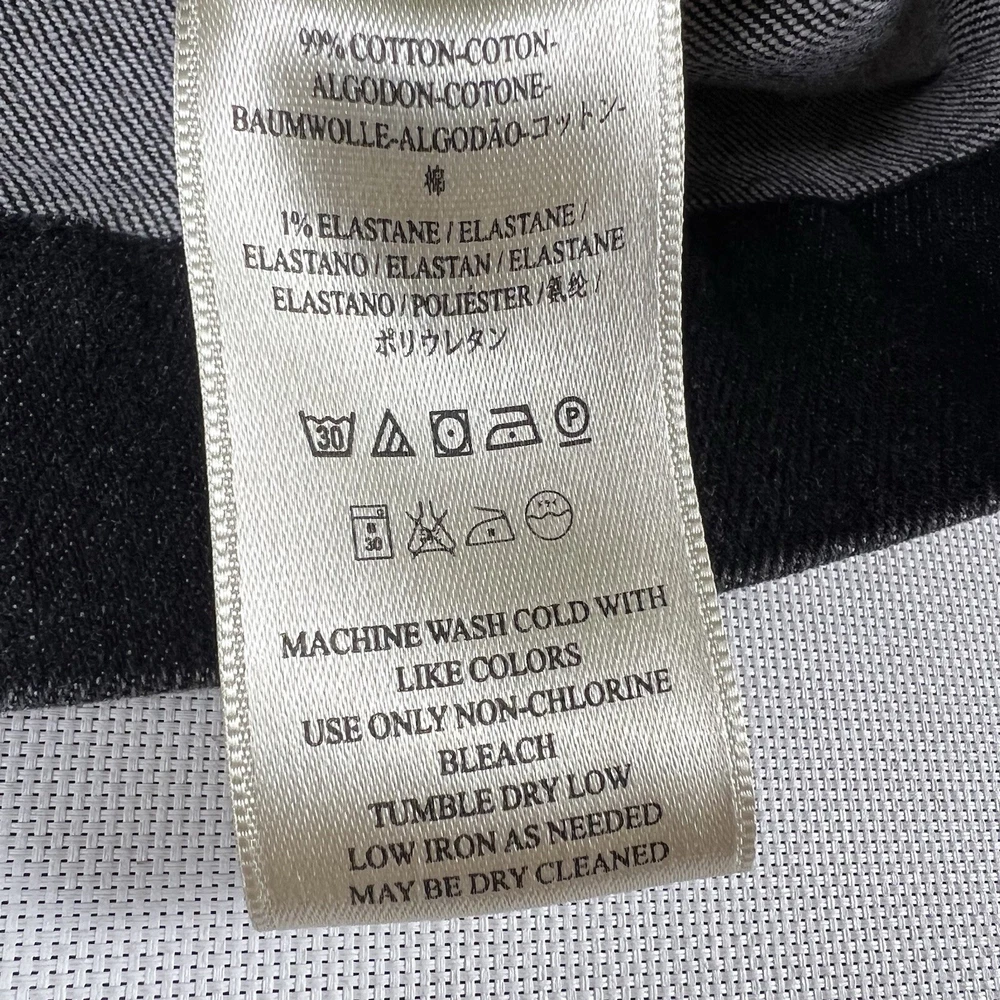 99% COTTON-COTON-
ALGODON-COTONE-
BAUMWOLLE-ALGODÃO-コットン-
棉
1% ELASTANE / ELASTANE /
ELASTANO / ELASTAN / ELASTANE
ELASTANO / POLIÉSTER / 氨纶 /
ポリウレタン
30 P
30
MACHINE WASH COLD WITH
LIKE COLORS
USE ONLY NON-CHLORINE
BLEACH
TUMBLE DRY LOW
LOW IRON AS NEEDED
MAY BE DRY CLEANED